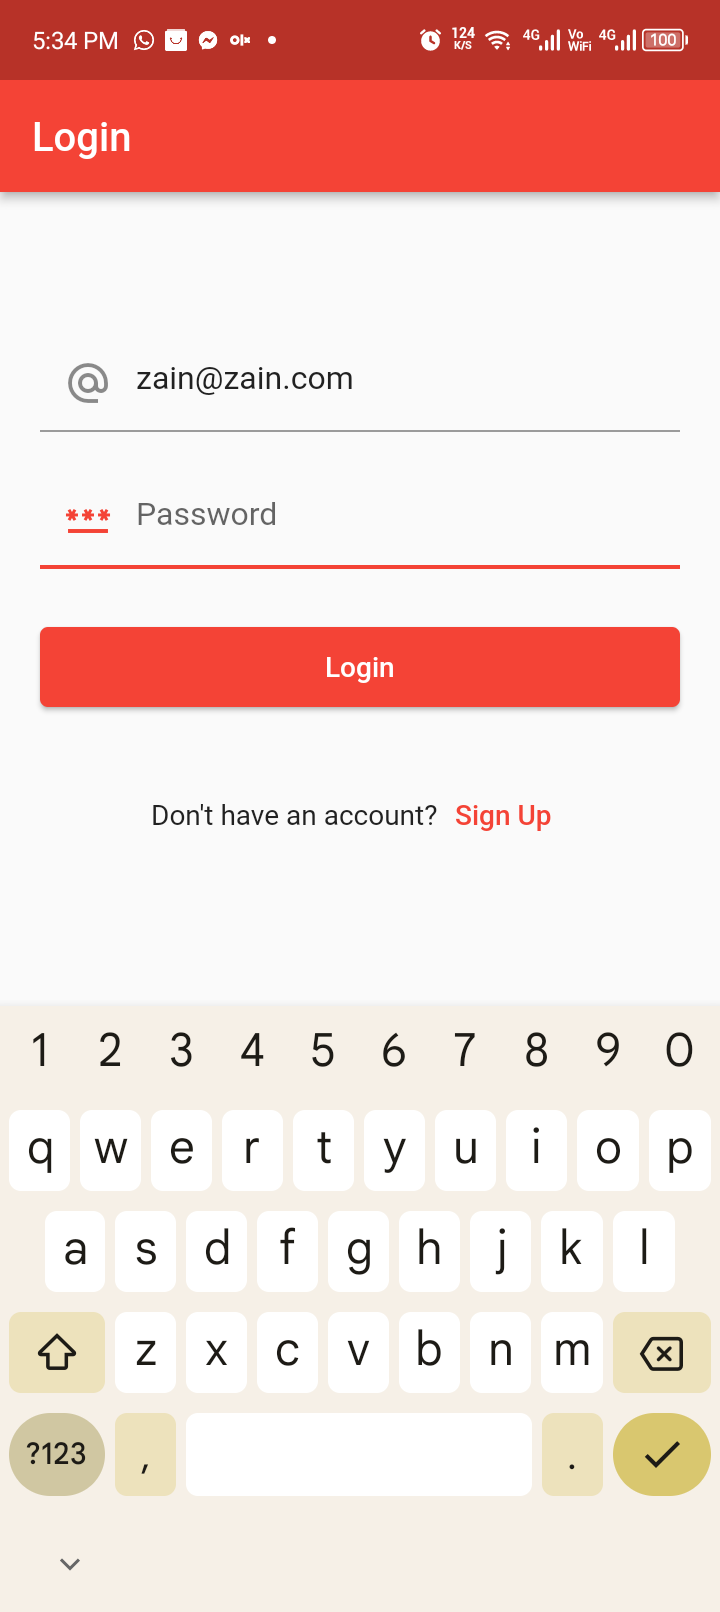 5:34 PM olx 124 K/S 4G Vo WiFi 4G 100
Login
zain@zain.com
*** Password
Login
Don't have an account? Sign Up
1 2 3 4 5 6 7 8 9 0
q w e r t y u i o p
a s d f g h j k l
z x c v b n m
?123 , .